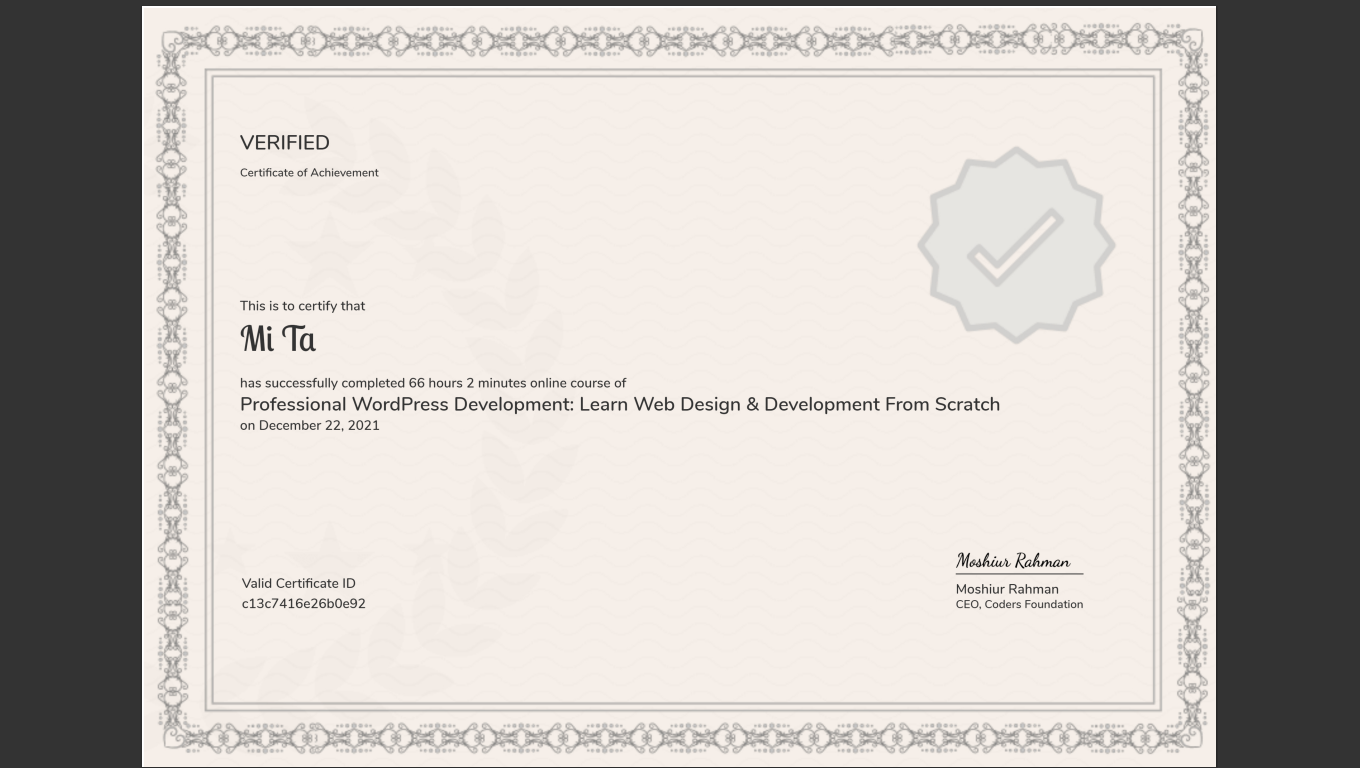 VERIFIED
Certificate of Achievement
This is to certify that
Mi Ta
has successfully completed 66 hours 2 minutes online course of
Professional WordPress Development: Learn Web Design & Development From Scratch
on December 22, 2021
Valid Certificate ID
c13c7416e26b0e92
Moshiur Rahman
Moshiur Rahman
CEO, Coders Foundation